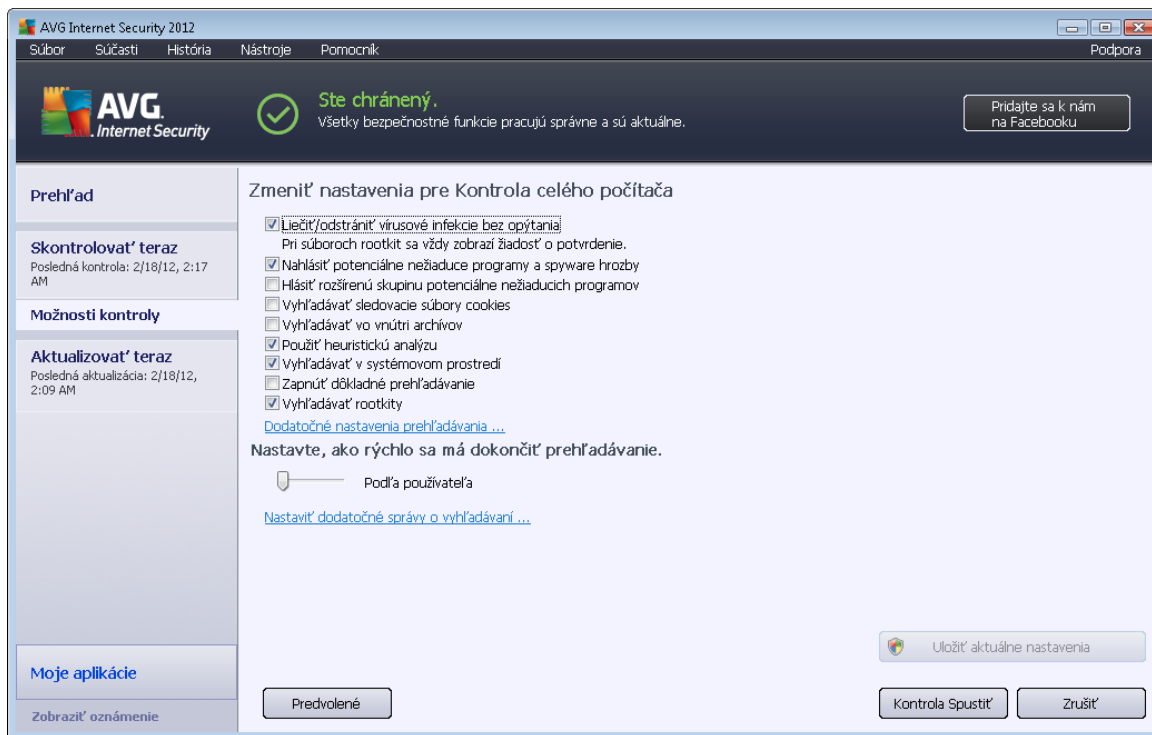 AVG Internet Security 2012
Súbor Súčasti História Nástroje Pomocník Podpora
AVG.
Internet Security
Ste chránený.
Všetky bezpečnostné funkcie pracujú správne a sú aktuálne.
Pridajte sa k nám
na Facebooku
Prehľad
Skontrolovať teraz
Posledná kontrola: 2/18/12, 2:17
AM
Možnosti kontroly
Aktualizovať teraz
Posledná aktualizácia: 2/18/12,
2:09 AM
Moje aplikácie
Zobraziť oznámenie
Zmeniť nastavenia pre Kontrola celého počítača
Liečiť/odstrániť vírusové infekcie bez opýtania
Pri súboroch rootkit sa vždy zobrazí žiadosť o potvrdenie.
Nahlásiť potenciálne nežiaduce programy a spyware hrozby
Hlásiť rozšírenú skupinu potenciálne nežiaducich programov
Vyhľadávať sledovacie súbory cookies
Vyhľadávať vo vnútri archívov
Použiť heuristickú analýzu
Vyhľadávať v systémovom prostredí
Zapnúť dôkladné prehľadávanie
Vyhľadávať rootkity
Dodatočné nastavenia prehľadávania ...
Nastavte, ako rýchlo sa má dokončiť prehľadávanie.
Podľa používateľa
Nastaviť dodatočné správy o vyhľadávaní ...
Uložiť aktuálne nastavenia
Predvolené
Kontrola Spustiť
Zrušiť